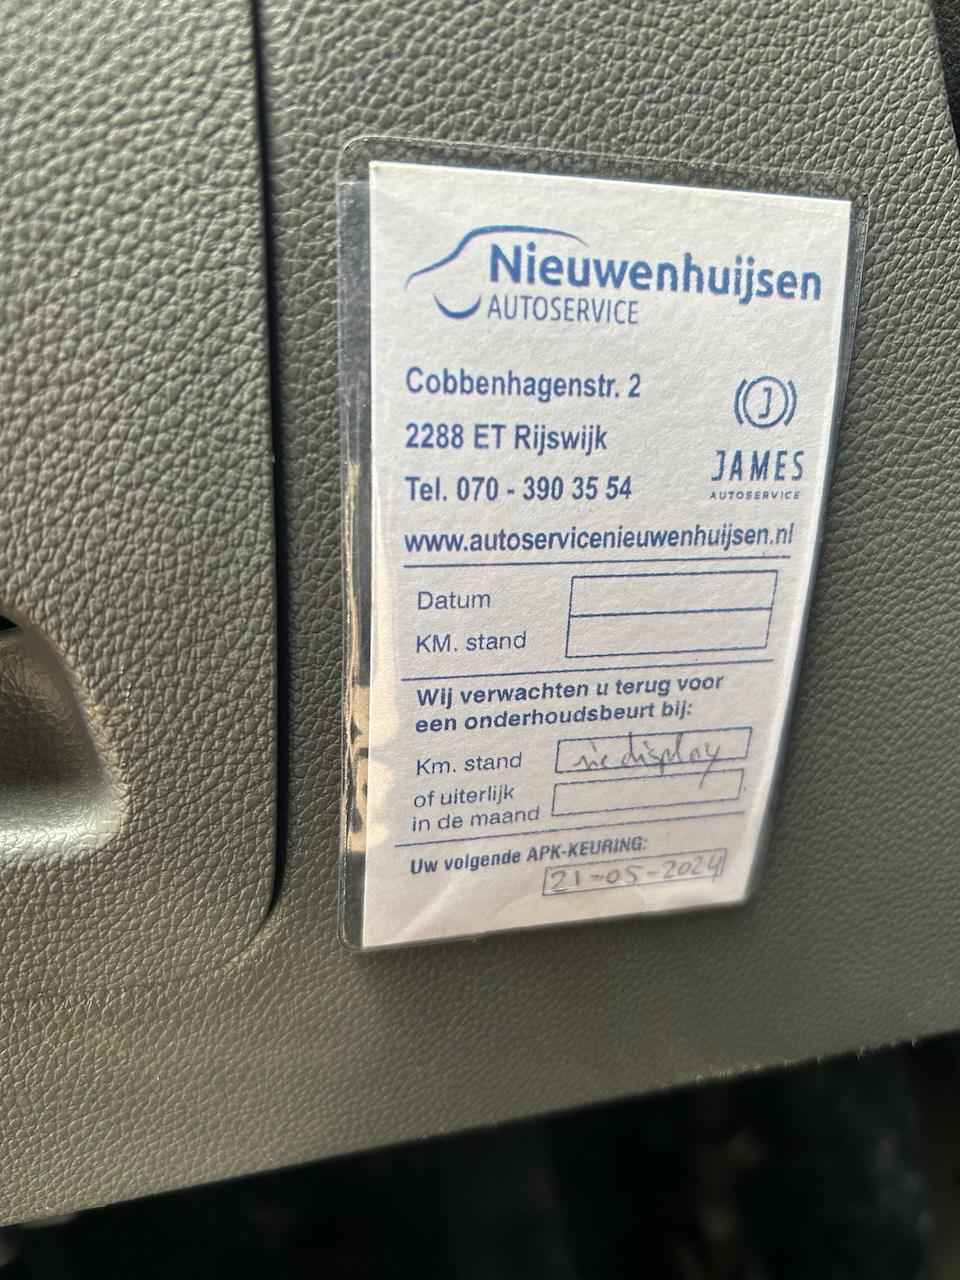 Nieuwenhuijsen
AUTOSERVICE
Cobbenhagenstr. 2
2288 ET Rijswijk
Tel. 070 - 390 35 54
J
JAMES
AUTOSERVICE
www.autoservicenieuwenhuijsen.nl
Datum
KM. stand
Wij verwachten u terug voor
een onderhoudsbeurt bij:
Km. stand zie display
of uiterlijk
in de maand
Uw volgende APK-KEURING:
21-05-2024